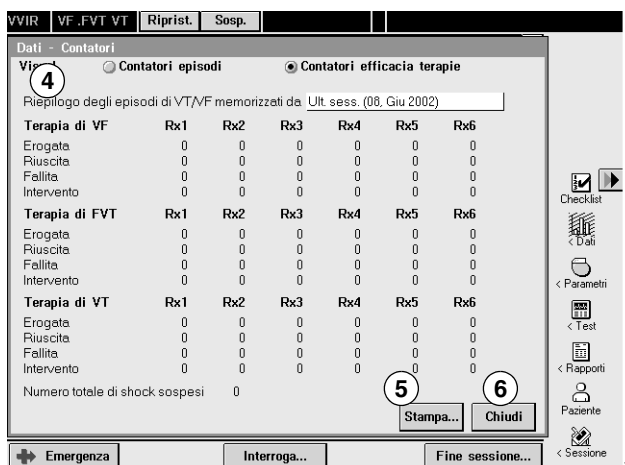 VVIR VF .FVT VT Riprist. Sosp.
Dati - Contatori
4 Contatori episodi Contatori efficacia terapie
Riepilogo degli episodi di VT/VF memorizzati da Ult. sess. (08, Giu 2002)
Terapia di VF Rx1 Rx2 Rx3 Rx4 Rx5 Rx6
Erogata 0 0 0 0 0 0
Riuscita 0 0 0 0 0 0
Fallita 0 0 0 0 0 0
Intervento 0 0 0 0 0 0
Terapia di FVT Rx1 Rx2 Rx3 Rx4 Rx5 Rx6
Erogata 0 0 0 0 0 0
Riuscita 0 0 0 0 0 0
Fallita 0 0 0 0 0 0
Intervento 0 0 0 0 0 0
Terapia di VT Rx1 Rx2 Rx3 Rx4 Rx5 Rx6
Erogata 0 0 0 0 0 0
Riuscita 0 0 0 0 0 0
Fallita 0 0 0 0 0 0
Intervento 0 0 0 0 0 0
Numero totale di shock sospesi 0
5 6
Stampa... Chiudi
Checklist
< Dati
< Parametri
< Test
< Rapporti
Paziente
< Sessione
Emergenza Interroga... Fine sessione...